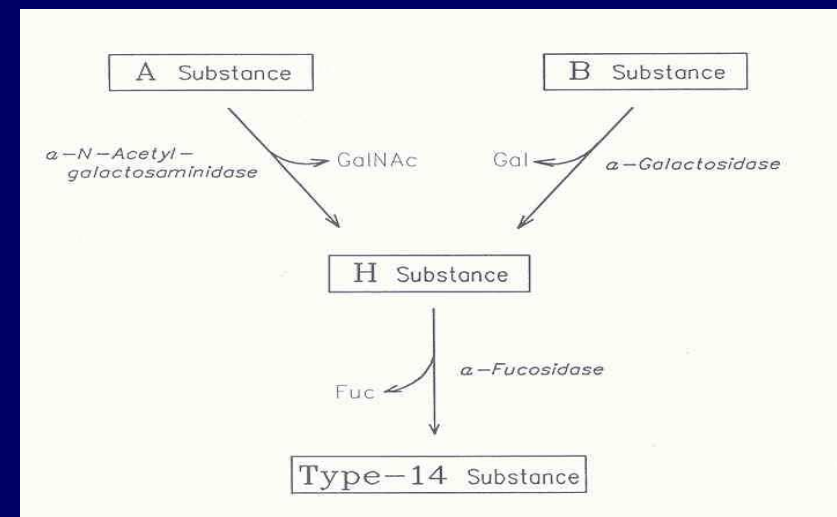 A Substance
B Substance
α-N-Acetyl-
galactosaminidase
GalNAc
Gal
α-Galactosidase
H Substance
α-Fucosidase
Fuc
Type-14 Substance